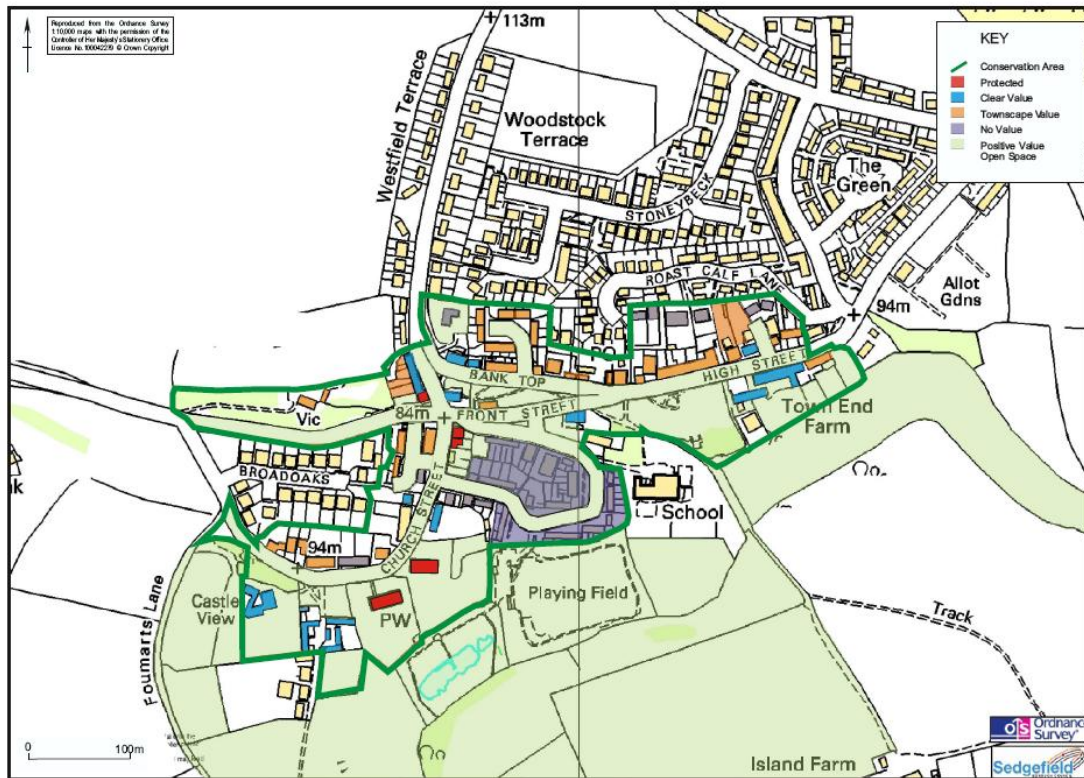 Reproduced from the Ordnance Survey
1:10,000 maps with the permission of the
Controller of Her Majesty's Stationery Office.
Licence No. 100042279 © Crown Copyright
113m
KEY
Conservation Area
Protected
Clear Value
Townscape Value
No Value
Positive Value
Open Space
Westfield Terrace
Woodstock
Terrace
The
Green
STONEYBECK
ROAST CALF LANE
Allot
Gdns
94m
BANK TOP
HIGH STREET
84m
FRONT STREET
Vic
Town End
Farm
BROADOAKS
CHURCH STREET
School
94m
Castle
View
PW
Playing Field
Foumarts Lane
Track
0
100m
Island Farm
os Ordnance
Survey
Sedgefield